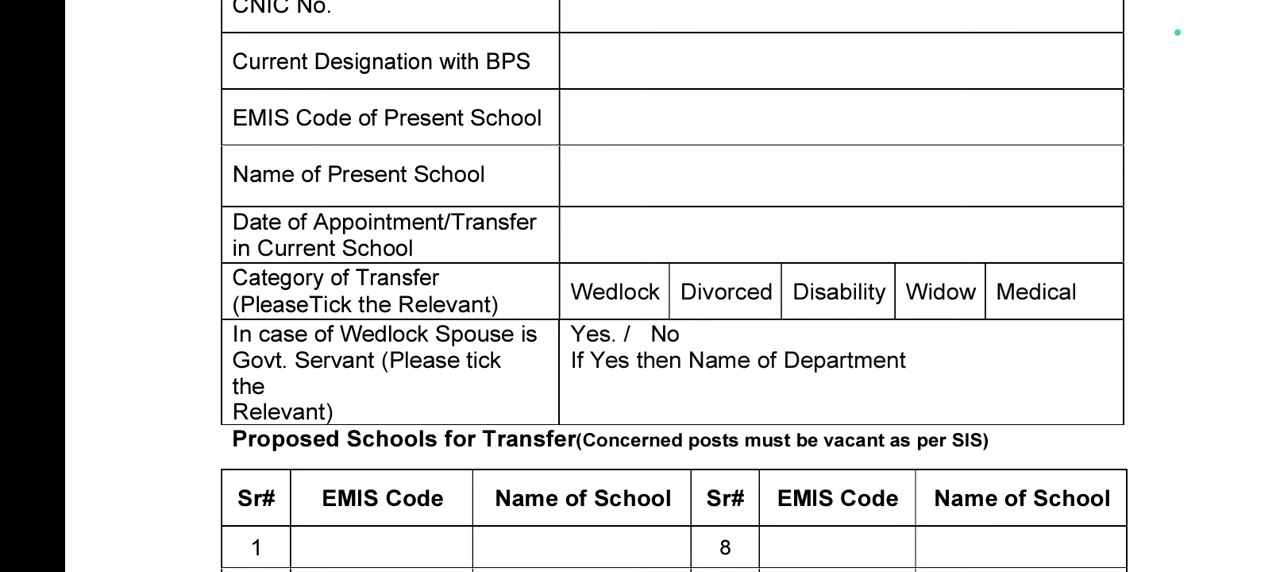 CNIC No.
Current Designation with BPS
EMIS Code of Present School
Name of Present School
Date of Appointment/Transfer
in Current School
Category of Transfer
(PleaseTick the Relevant)
Wedlock Divorced Disability Widow Medical
In case of Wedlock Spouse is
Govt. Servant (Please tick
the
Relevant)
Yes. / No
If Yes then Name of Department
Proposed Schools for Transfer(Concerned posts must be vacant as per SIS)
Sr# EMIS Code Name of School Sr# EMIS Code Name of School
1 8